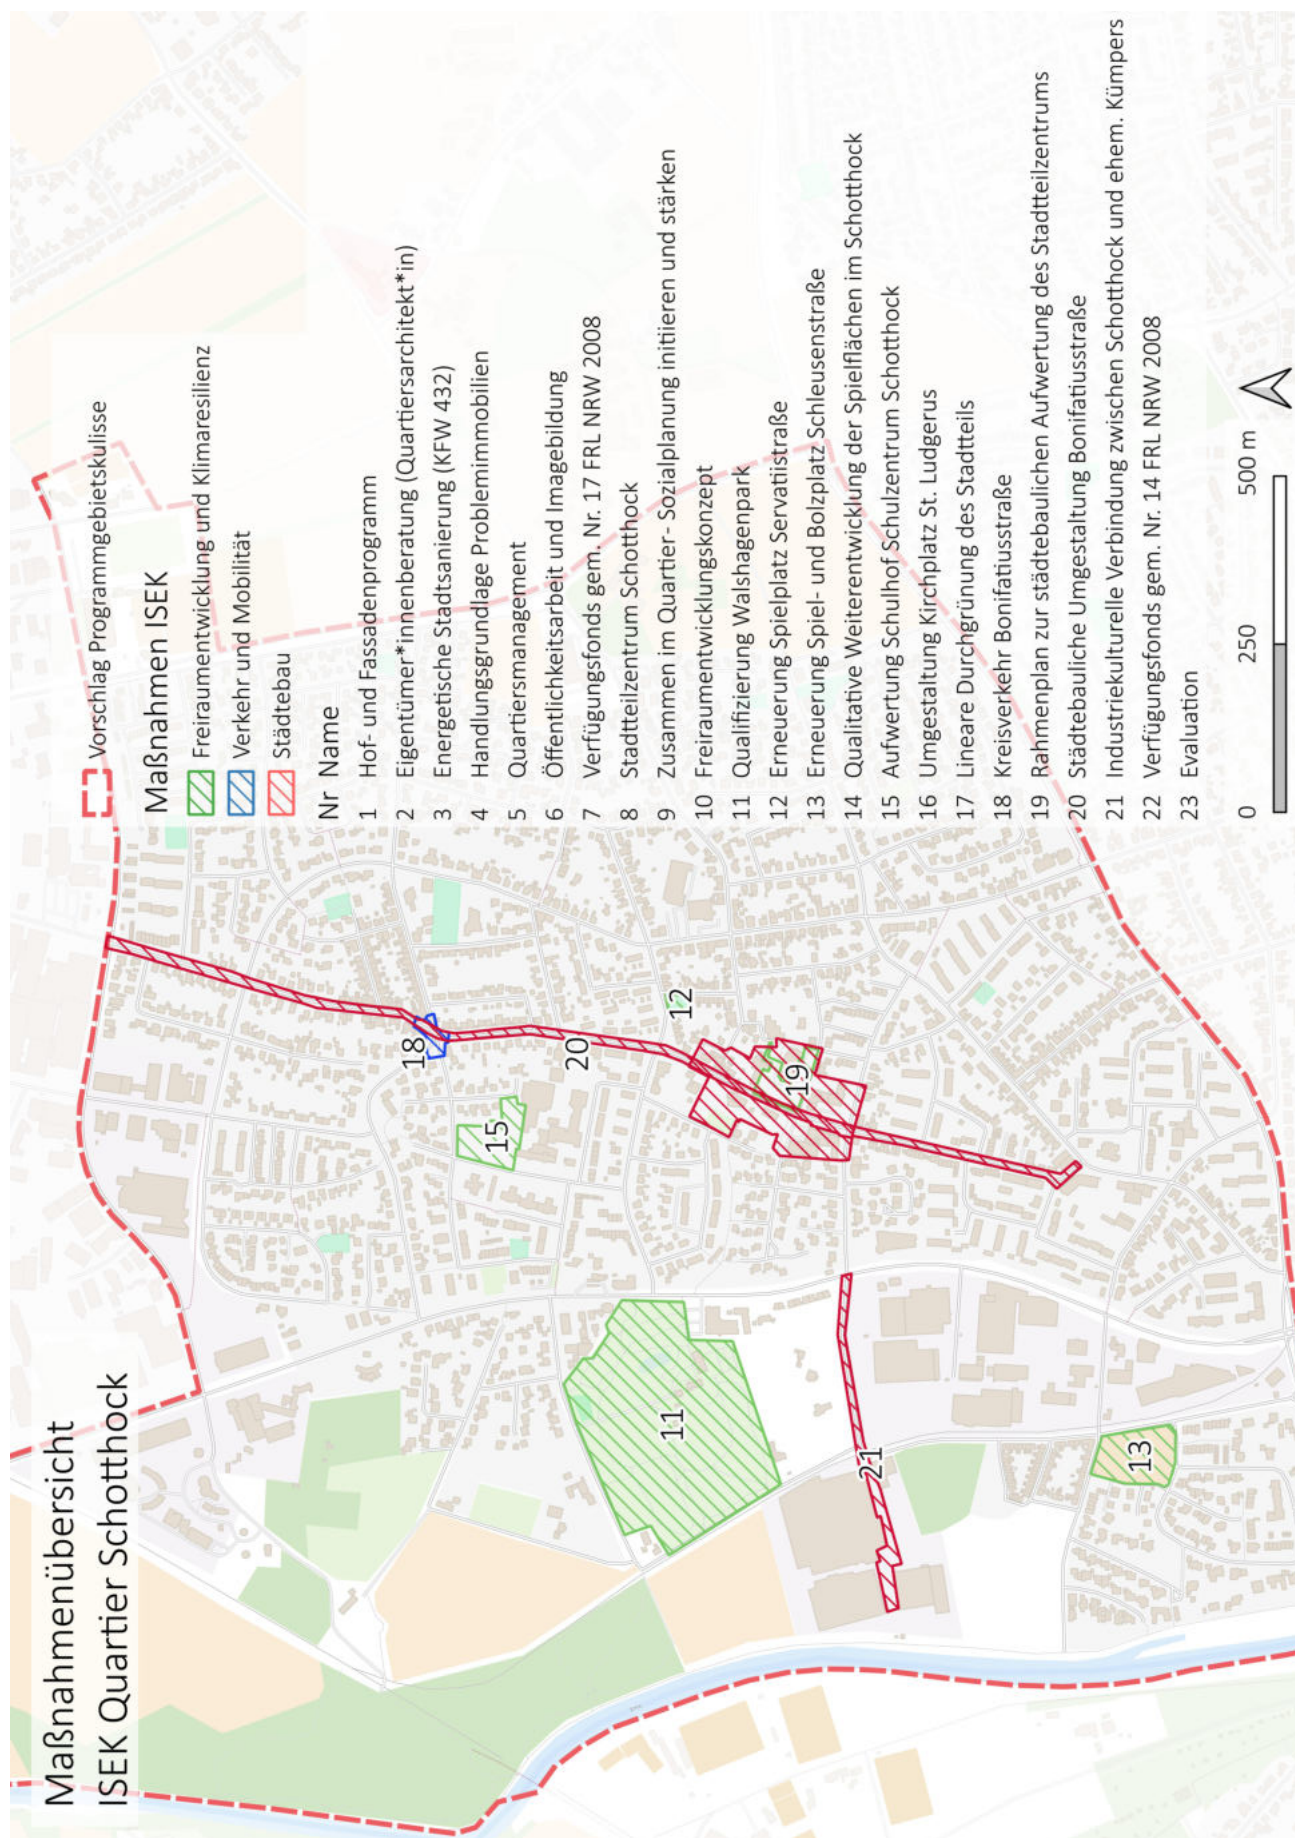 Maßnahmenübersicht
ISEK Quartier Schotthock
Vorschlag Programmgebietskulisse
Maßnahmen ISEK
Freiraumentwicklung und Klimaresilienz
Verkehr und Mobilität
Städtebau
Nr Name
1 Hof- und Fassadenprogramm
2 Eigentümer*innenberatung (Quartiersarchitekt*in)
3 Energetische Stadtsanierung (KFW 432)
4 Handlungsgrundlage Problemimmobilien
5 Quartiersmanagement
6 Öffentlichkeitsarbeit und Imagebildung
7 Verfügungsfonds gem. Nr. 17 FRL NRW 2008
8 Stadtteilzentrum Schotthock
9 Zusammen im Quartier- Sozialplanung initiieren und stärken
10 Freiraumentwicklungskonzept
11 Qualifizierung Walshagenpark
12 Erneuerung Spielplatz Servatiistraße
13 Erneuerung Spiel- und Bolzplatz Schleusenstraße
14 Qualitative Weiterentwicklung der Spielflächen im Schotthock
15 Aufwertung Schulhof Schulzentrum Schotthock
16 Umgestaltung Kirchplatz St. Ludgerus
17 Lineare Durchgrünung des Stadtteils
18 Kreisverkehr Bonifatiusstraße
19 Rahmenplan zur städtebaulichen Aufwertung des Stadtteilzentrums
20 Städtebauliche Umgestaltung Bonifatiusstraße
21 Industriekulturelle Verbindung zwischen Schotthock und ehem. Kümpers
22 Verfügungsfonds gem. Nr. 14 FRL NRW 2008
23 Evaluation
0 250 500 m
18
15
20
12
19
11
21
13